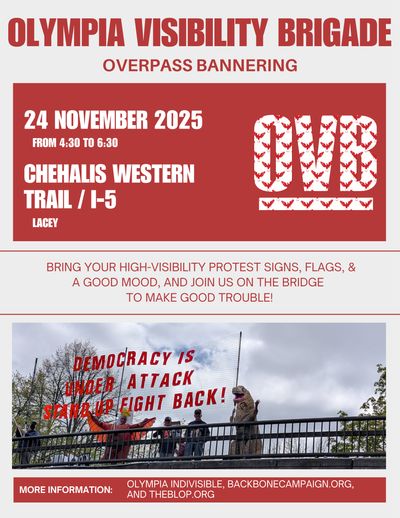 OLYMPIA VISIBILITY BRIGADE
OVERPASS BANNERING
24 NOVEMBER 2025
FROM 4:30 TO 6:30
CHEHALIS WESTERN
TRAIL / I-5
LACEY
OVB
BRING YOUR HIGH-VISIBILITY PROTEST SIGNS, FLAGS, &
A GOOD MOOD, AND JOIN US ON THE BRIDGE
TO MAKE GOOD TROUBLE!
DEMOCRACY IS
UNDER ATTACK
STAND UP FIGHT BACK!
MORE INFORMATION:
OLYMPIA INDIVISIBLE, BACKBONECAMPAIGN.ORG,
AND THEBLOP.ORG